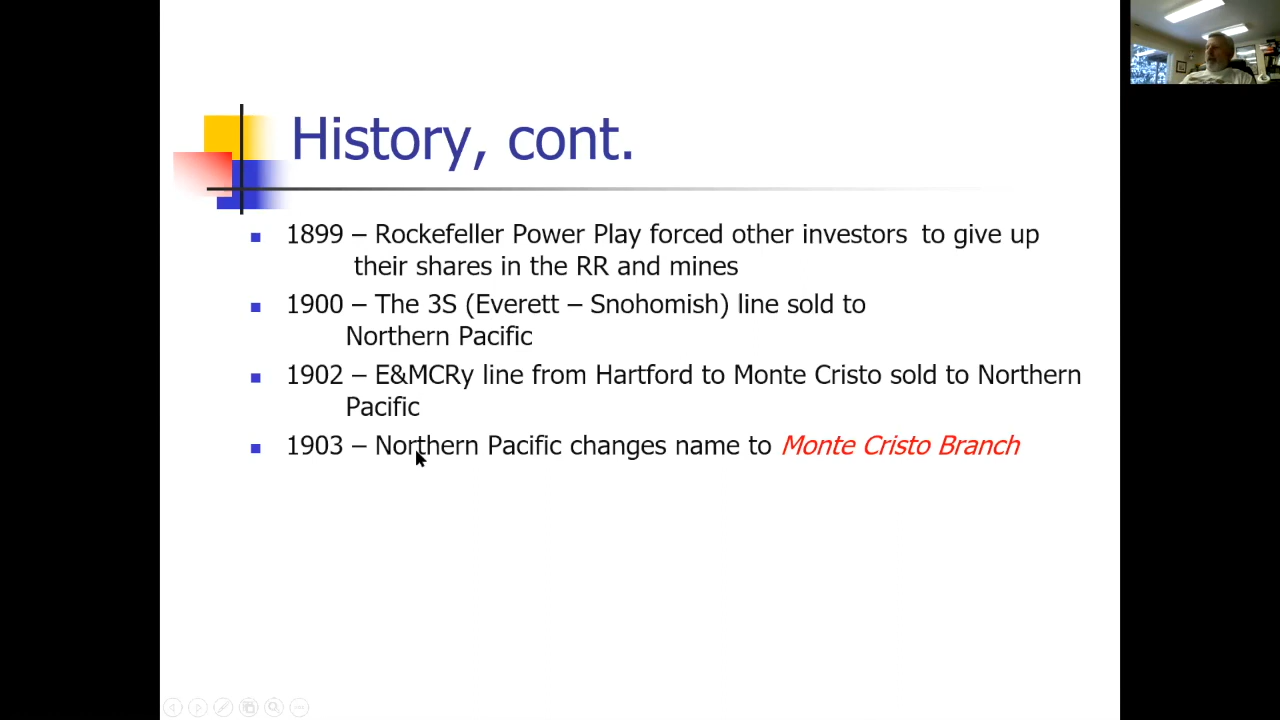 History, cont.
1899 – Rockefeller Power Play forced other investors to give up
their shares in the RR and mines
1900 – The 3S (Everett – Snohomish) line sold to
Northern Pacific
1902 – E&MCRy line from Hartford to Monte Cristo sold to Northern
Pacific
1903 – Northern Pacific changes name to Monte Cristo Branch